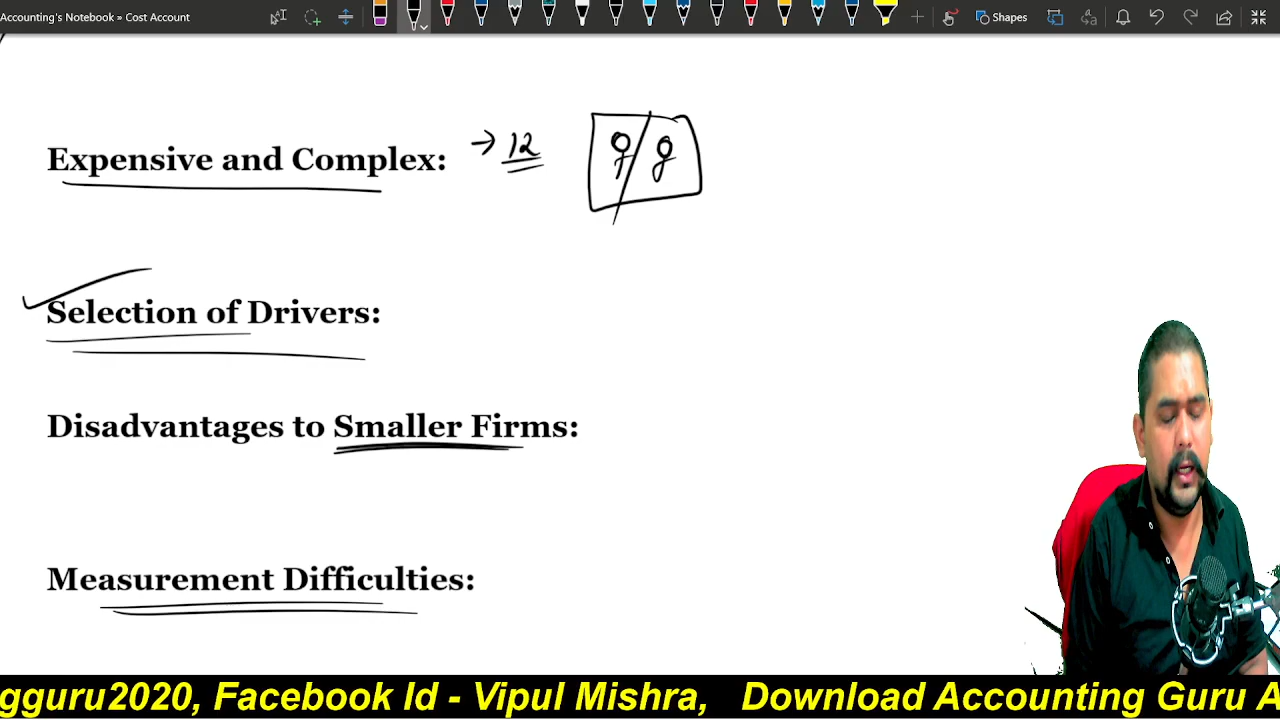 Accounting's Notebook » Cost Account
Shapes
Expensive and Complex: → 12
Selection of Drivers:
Disadvantages to Smaller Firms:
Measurement Difficulties:
gguru2020, Facebook Id - Vipul Mishra, Download Accounting Guru A